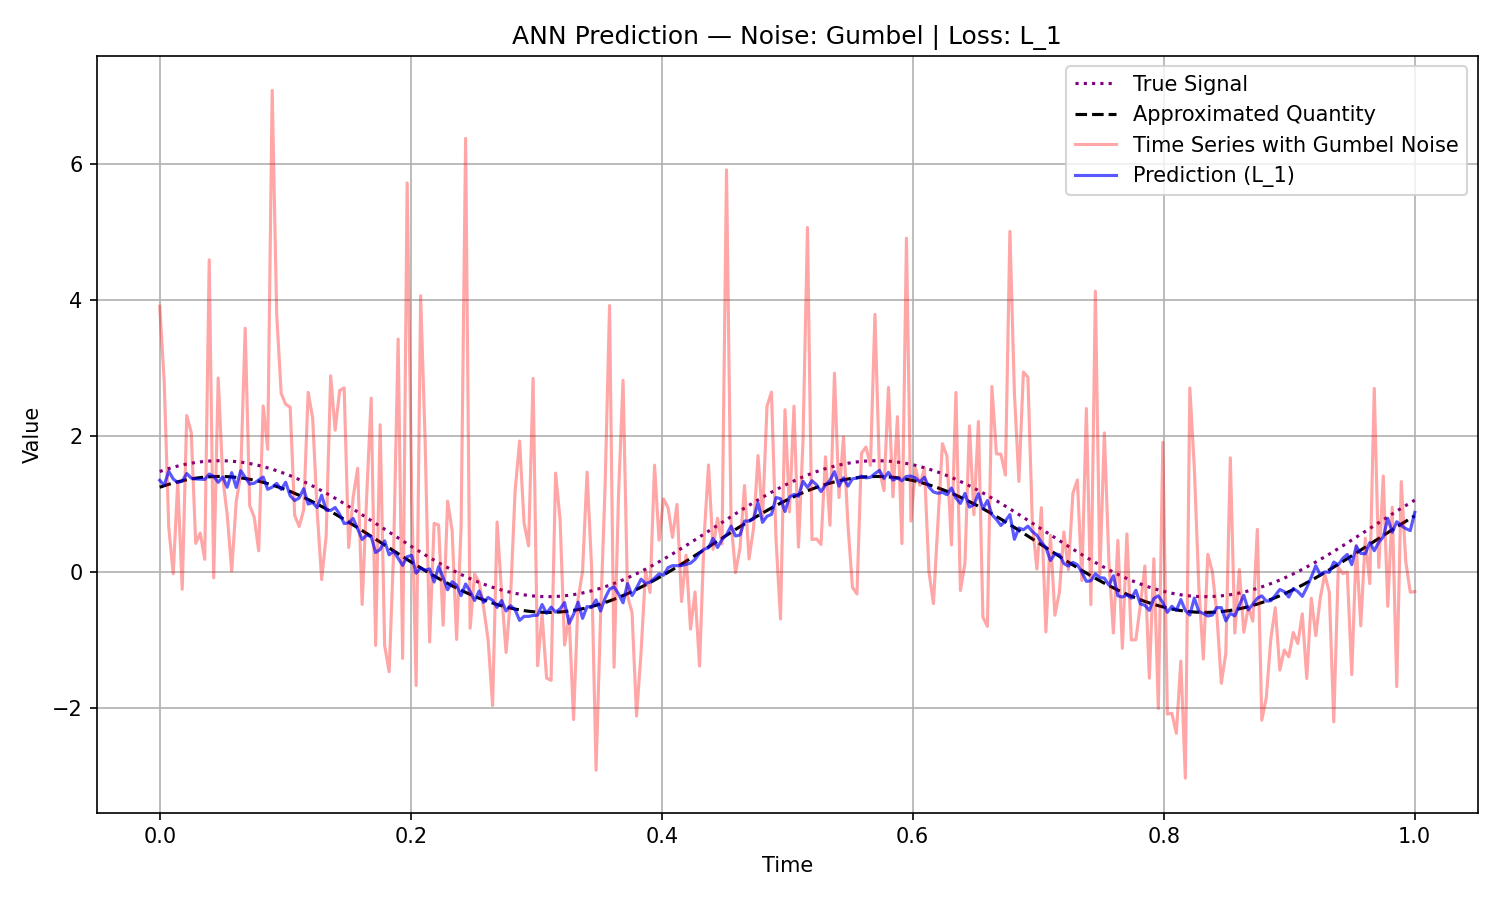 ANN Prediction — Noise: Gumbel | Loss: L_1
True Signal
Approximated Quantity
Time Series with Gumbel Noise
Prediction (L_1)
Value
6
4
2
0
−2
0.0 0.2 0.4 0.6 0.8 1.0
Time